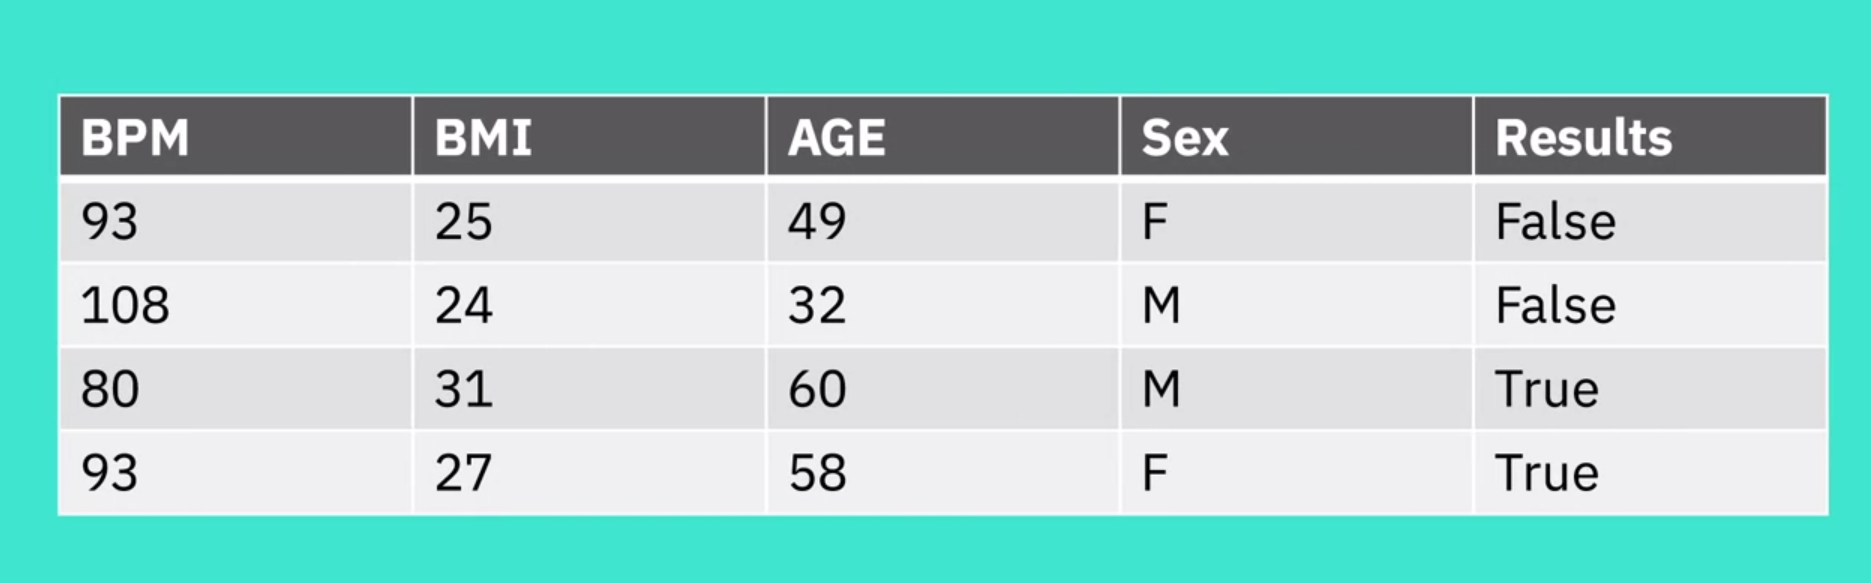 BPM BMI AGE Sex Results
93 25 49 F False
108 24 32 M False
80 31 60 M True
93 27 58 F True